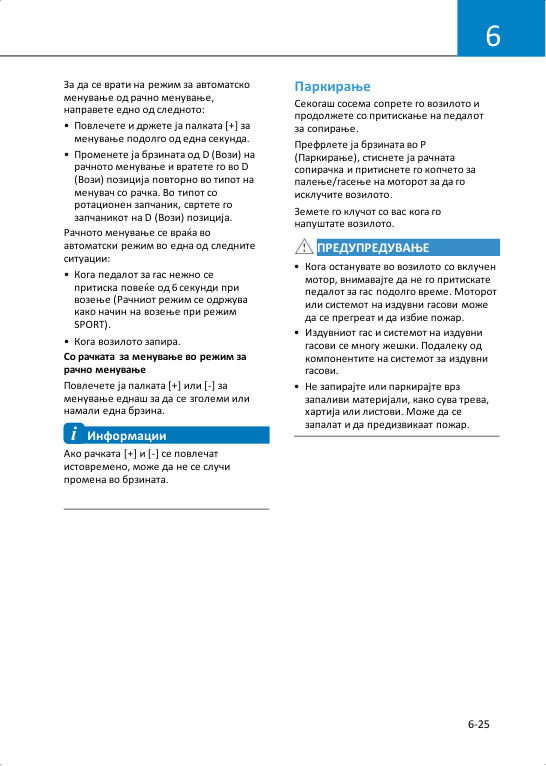 6
За да се врати на режим за автоматско
менување од рачно менување,
направете едно од следното:
• Повлечете и држете ја палката [+] за
менување подолго од една секунда.
• Променете ја брзината од D (Вози) на
рачното менување и вратете го во D
(Вози) позиција повторно во типот на
менувач со рачка. Во типот со
ротационен запчаник, свртете го
запчаникот на D (Вози) позиција.
Рачното менување се враќа во
автоматски режим во една од следните
ситуации:
• Кога педалот за гас нежно се
притиска повеќе од 6 секунди при
возење (Рачниот режим се одржува
како начин на возење при режим
SPORT).
• Кога возилото запира.
Со рачката за менување во режим за
рачно менување
Повлечете ја палката [+] или [-] за
менување еднаш за да се зголеми или
намали една брзина.
i Информации
Ако рачката [+] и [-] се повлечат
истовремено, може да не се случи
промена во брзината.
Паркирање
Секогаш сосема сопрете го возилото и
продолжете со притискање на педалот
за сопирање.
Префрлете ја брзината во P
(Паркирање), стиснете ја рачната
сопирачка и притиснете го копчето за
палење/гасење на моторот за да го
исклучите возилото.
Земете го клучот со вас кога го
напуштате возилото.
ПРЕДУПРЕДУВАЊЕ
• Кога останувате во возилото со вклучен
мотор, внимавајте да не го притискате
педалот за гас подолго време. Моторот
или системот на издувни гасови може
да се прегреат и да избие пожар.
• Издувниот гас и системот на издувни
гасови се многу жешки. Подалеку од
компонентите на системот за издувни
гасови.
• Не запирајте или паркирајте врз
запаливи материјали, како сува трева,
хартија или листови. Може да се
запалат и да предизвикаат пожар.
6-25